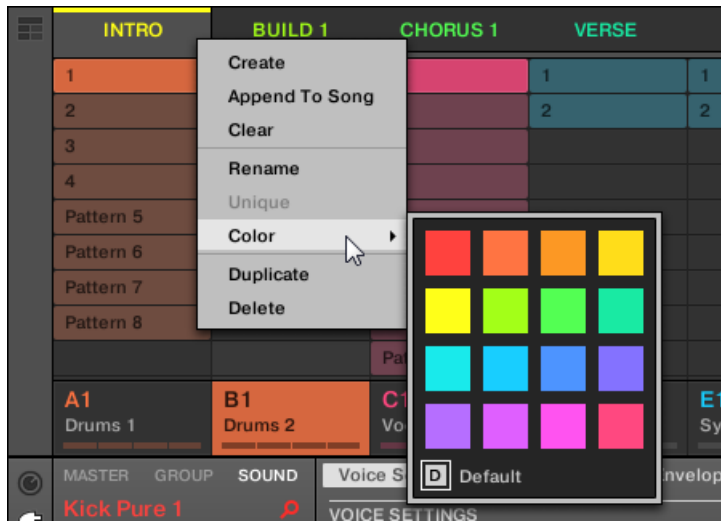 INTRO BUILD 1 CHORUS 1 VERSE
Create
Append To Song
Clear
Rename
Unique
Color
Duplicate
Delete
1
2
3
4
Pattern 5
Pattern 6
Pattern 7
Pattern 8
1 1
2 2
D Default
A1 B1 E1
Drums 1 Drums 2
MASTER GROUP SOUND
Kick Pure 1
VOICE SETTINGS